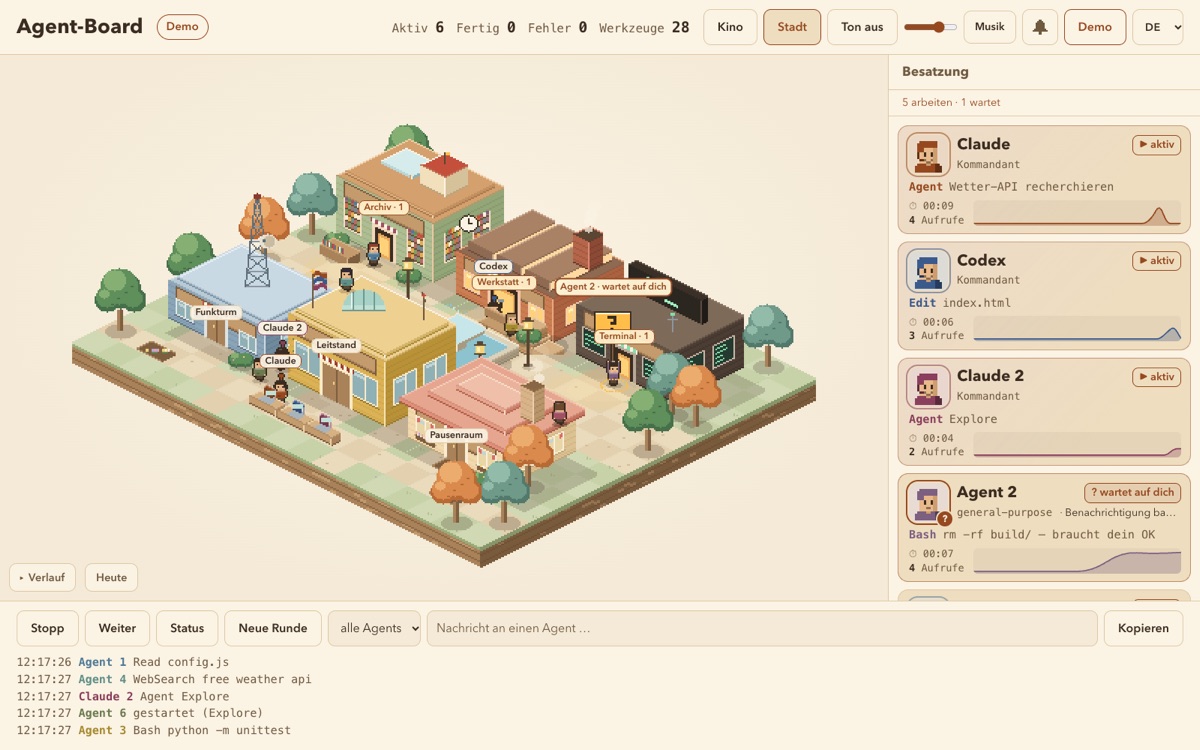 Agent-Board Demo Aktiv 6 Fertig 0 Fehler 0 Werkzeuge 28 Kino Stadt Ton aus Musik Demo DE
Archiv · 1
Codex
Werkstatt · 1
Agent 2 · wartet auf dich
Funkturm
Claude 2
Leitstand
Terminal · 1
?
Claude
Pausenraum
▸ Verlauf Heute
Besatzung
5 arbeiten · 1 wartet
Claude ▶ aktiv
Kommandant
Agent Wetter-API recherchieren
00:09
4 Aufrufe
Codex ▶ aktiv
Kommandant
Edit index.html
00:06
3 Aufrufe
Claude 2 ▶ aktiv
Kommandant
Agent Explore
00:04
2 Aufrufe
Agent 2 ? wartet auf dich
?
general-purpose · Benachrichtigung ba…
Bash rm -rf build/ — braucht dein OK
00:07
4 Aufrufe
Stopp Weiter Status Neue Runde alle Agents Nachricht an einen Agent … Kopieren
12:17:26 Agent 1 Read config.js
12:17:27 Agent 4 WebSearch free weather api
12:17:27 Claude 2 Agent Explore
12:17:27 Agent 6 gestartet (Explore)
12:17:27 Agent 3 Bash python -m unittest